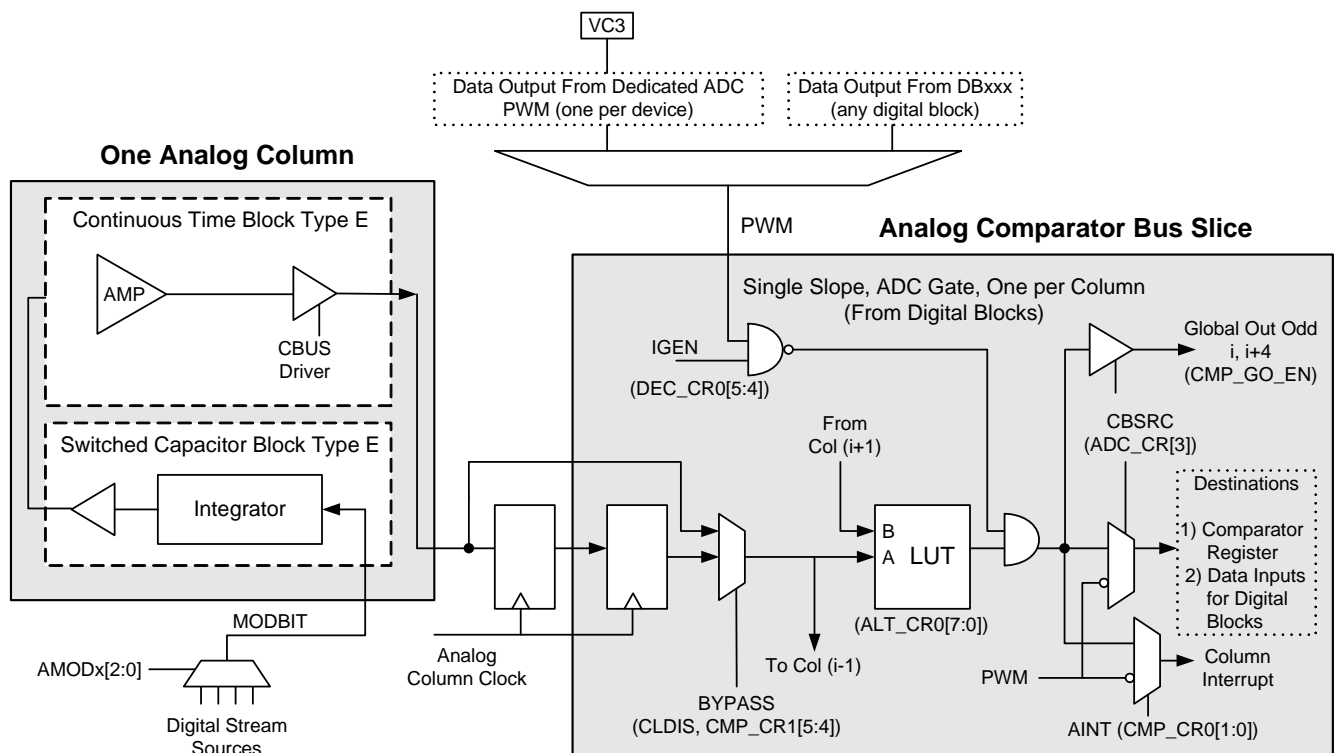 VC3
Data Output From Dedicated ADC
PWM (one per device)
Data Output From DBxxx
(any digital block)
One Analog Column
Continuous Time Block Type E
AMP
CBUS
Driver
Switched Capacitor Block Type E
Integrator
MODBIT
AMODx[2:0]
Digital Stream
Sources
Analog
Column Clock
PWM
Analog Comparator Bus Slice
Single Slope, ADC Gate, One per Column
(From Digital Blocks)
IGEN
(DEC_CR0[5:4])
From
Col (i+1)
B
A
LUT
(ALT_CR0[7:0])
To Col (i-1)
BYPASS
(CLDIS, CMP_CR1[5:4])
Global Out Odd
i, i+4
(CMP_GO_EN)
CBSRC
(ADC_CR[3])
Destinations
1) Comparator
Register
2) Data Inputs
for Digital
Blocks
PWM
Column
Interrupt
AINT (CMP_CR0[1:0])